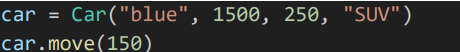 car = Car("blue", 1500, 250, "SUV")
car.move(150)